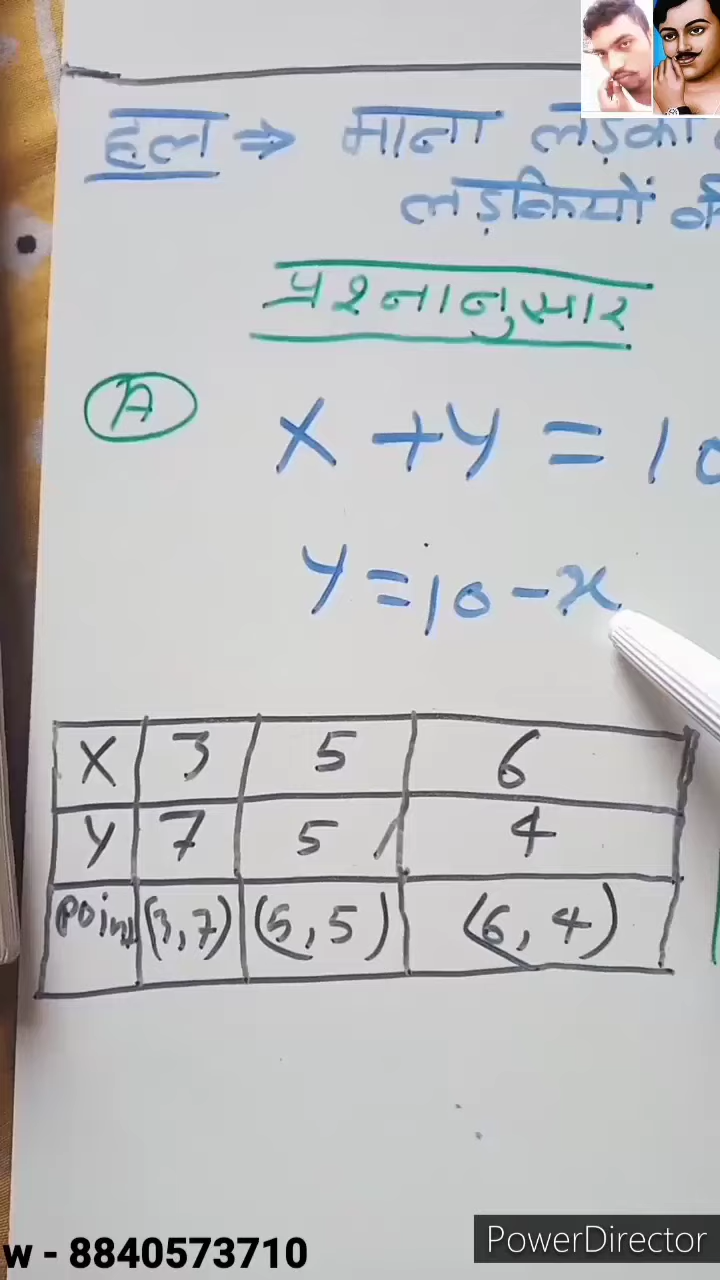 हल ⇒ माना लड़को
लड़कियों की
प्रश्नानुसार
A X + Y = 10
Y = 10 - x
X 3 5 6
Y 7 5 4
point (3,7) (5,5) (6,4)
w - 8840573710
PowerDirector